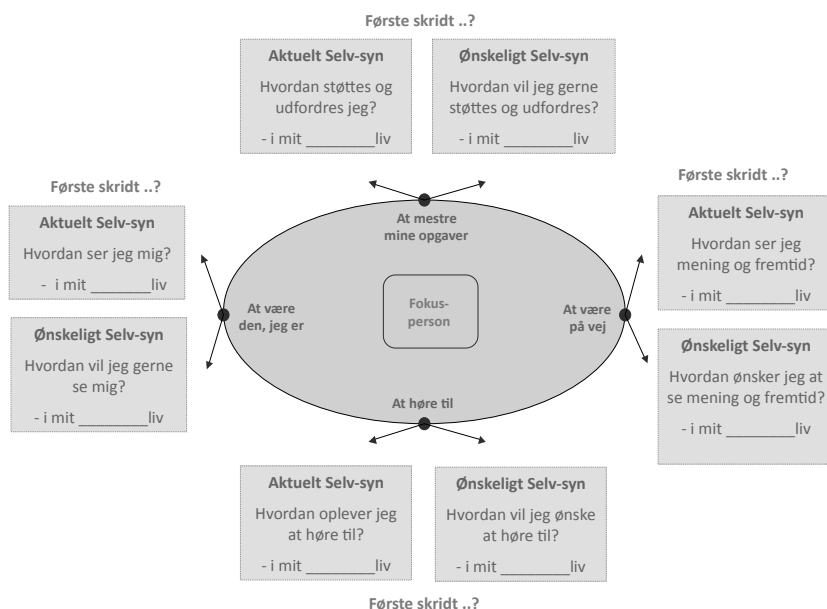 Første skridt ..?
Aktuelt Selv-syn
Hvordan støttes og
udfordres jeg?
- i mit ________liv
Ønskeligt Selv-syn
Hvordan vil jeg gerne
støttes og udfordres?
- i mit ________liv
Første skridt ..?
Aktuelt Selv-syn
Hvordan ser jeg mig?
- i mit _______liv
Ønskeligt Selv-syn
Hvordan vil jeg gerne
se mig?
- i mit ________liv
At mestre
mine opgaver
At være
den, jeg er
Fokus-
person
At være
på vej
At høre til
Første skridt ..?
Aktuelt Selv-syn
Hvordan ser jeg
mening og fremtid?
- i mit ________liv
Ønskeligt Selv-syn
Hvordan ønsker jeg at
se mening og fremtid?
- i mit ________liv
Aktuelt Selv-syn
Hvordan oplever jeg
at høre til?
- i mit ________liv
Ønskeligt Selv-syn
Hvordan vil jeg ønske
at høre til?
- i mit ________liv
Første skridt ..?